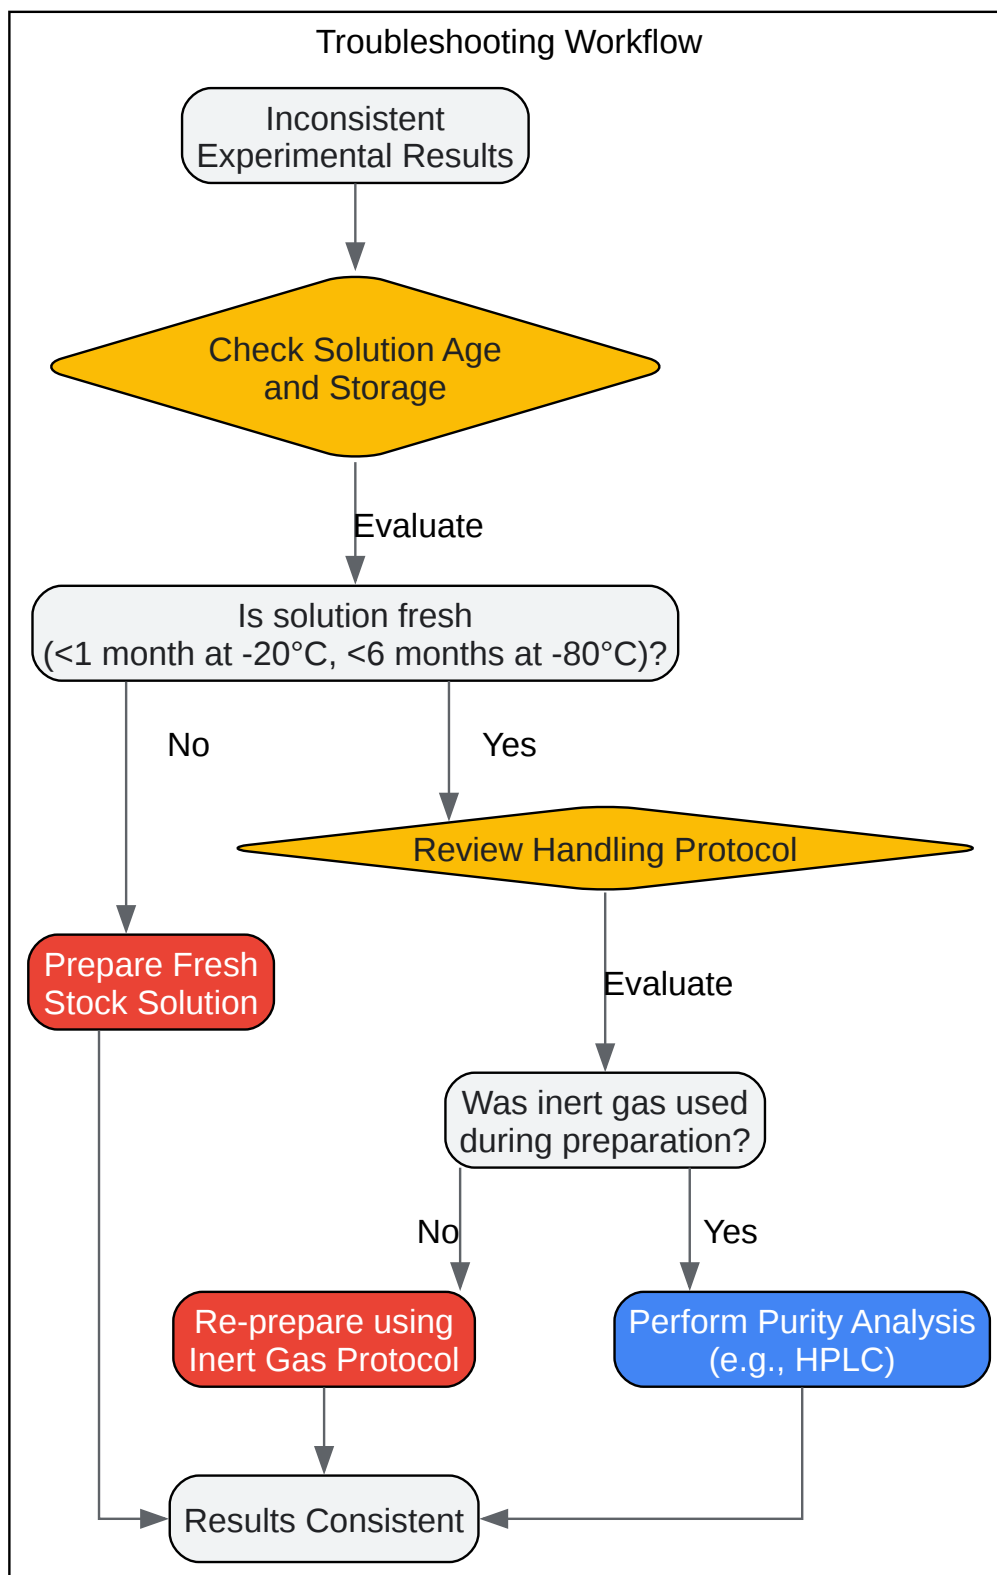 Troubleshooting Workflow
Inconsistent
Experimental Results
Check Solution Age
and Storage
Evaluate
Is solution fresh
(<1 month at -20°C, <6 months at -80°C)?
No
Yes
Review Handling Protocol
Prepare Fresh
Stock Solution
Evaluate
Was inert gas used
during preparation?
No
Yes
Re-prepare using
Inert Gas Protocol
Perform Purity Analysis
(e.g., HPLC)
Results Consistent